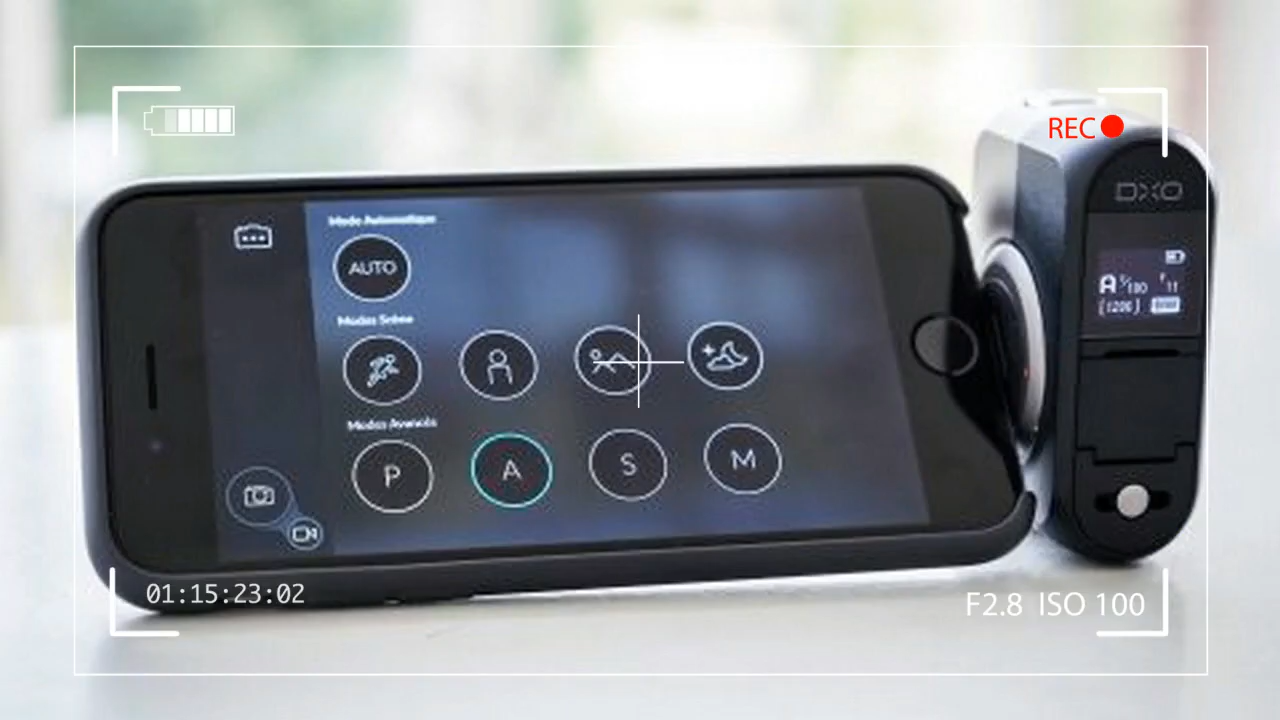 REC
DXO
Mode Automatique
AUTO
A 1/100 F 11
[1206]
Modes Scène
Modes Avancés
P A S M
01:15:23:02
F2.8 ISO 100